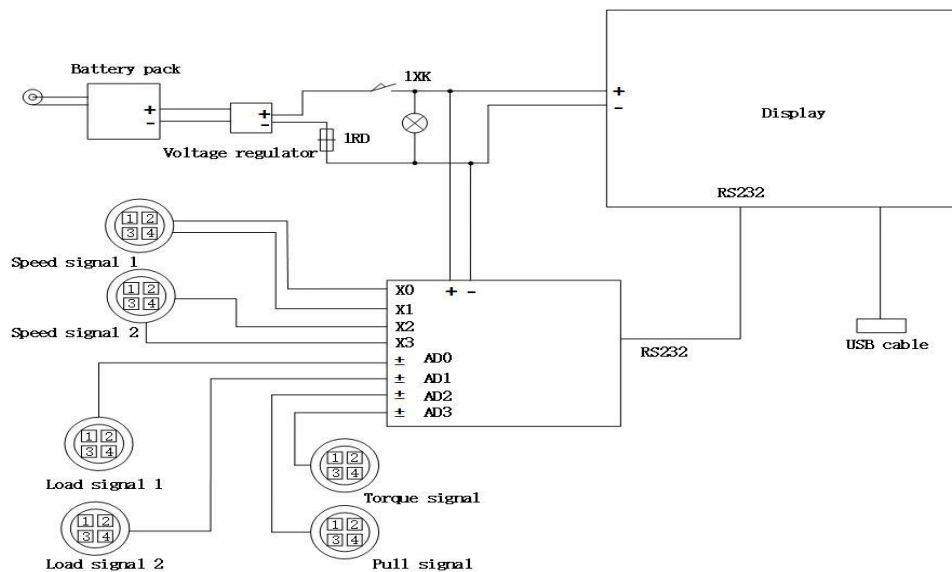 Battery pack
+
−
+
−
Voltage regulator
1XK
1RD
+
−
Display
RS232
1 2
3 4
Speed signal 1
1 2
3 4
Speed signal 2
X0
X1
X2
X3
± AD0
± AD1
± AD2
± AD3
+ −
RS232
USB cable
1 2
3 4
Load signal 1
1 2
3 4
Torque signal
1 2
3 4
Load signal 2
1 2
3 4
Pull signal